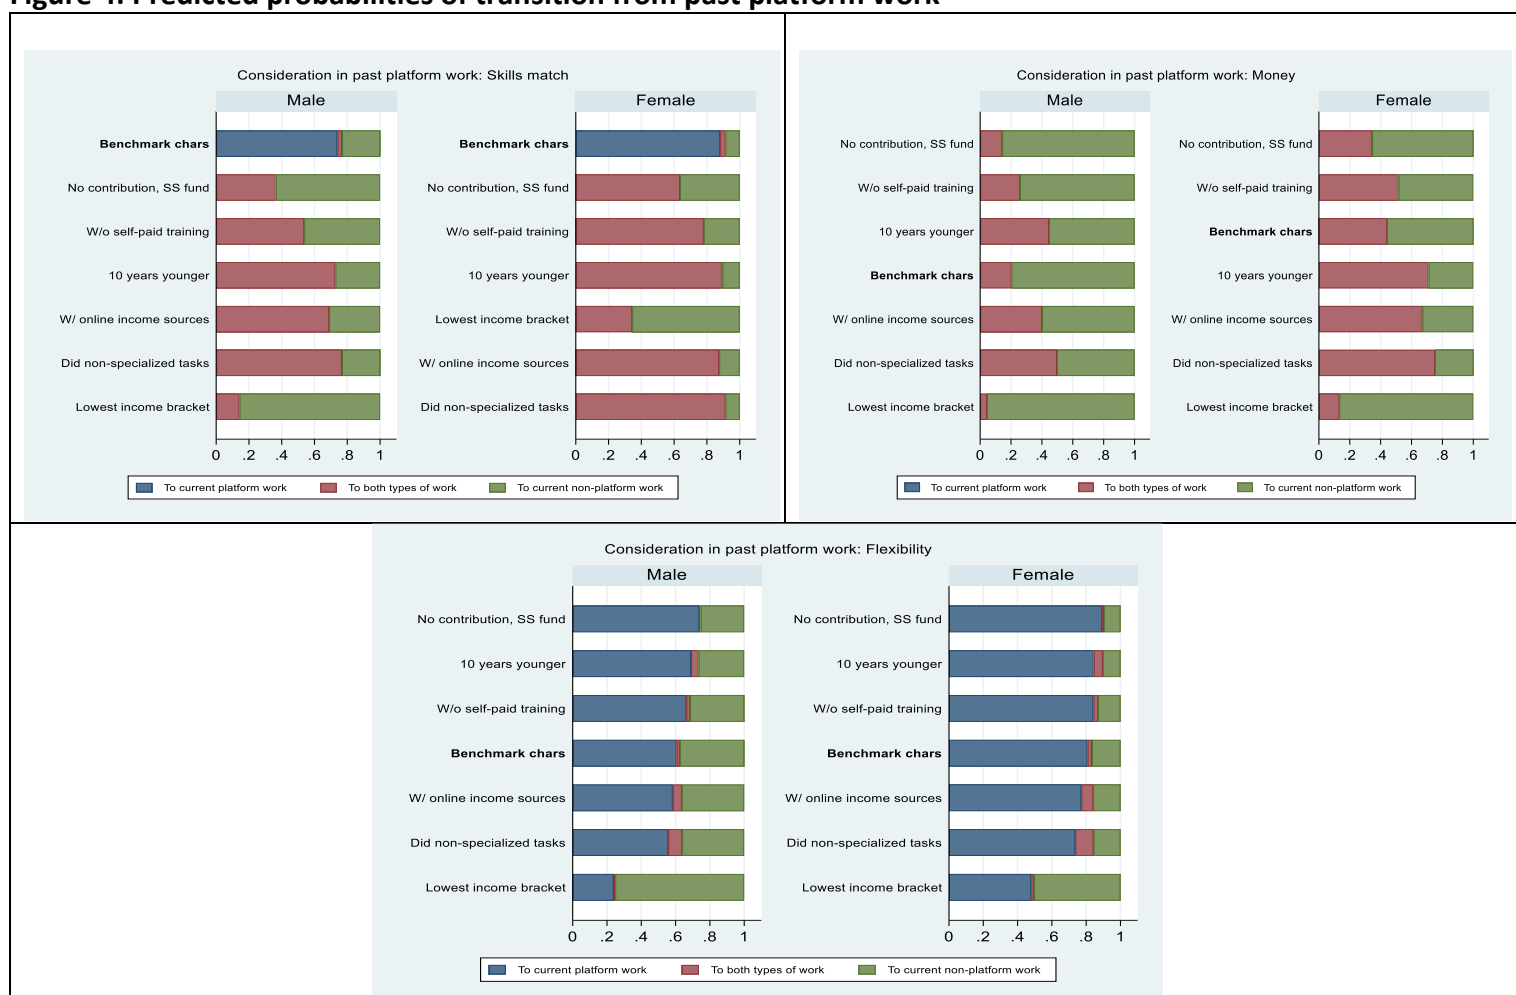 Figure 4. Predicted probabilities of transition from past platform work
Consideration in past platform work: Skills match
Male
Female
Benchmark chars
No contribution, SS fund
W/o self-paid training
10 years younger
W/ online income sources
Did non-specialized tasks
Lowest income bracket
0 .2 .4 .6 .8 1
Benchmark chars
No contribution, SS fund
W/o self-paid training
10 years younger
Lowest income bracket
W/ online income sources
Did non-specialized tasks
0 .2 .4 .6 .8 1
To current platform work To both types of work To current non-platform work
Consideration in past platform work: Money
Male
Female
No contribution, SS fund
W/o self-paid training
10 years younger
Benchmark chars
W/ online income sources
Did non-specialized tasks
Lowest income bracket
0 .2 .4 .6 .8 1
No contribution, SS fund
W/o self-paid training
Benchmark chars
10 years younger
W/ online income sources
Did non-specialized tasks
Lowest income bracket
0 .2 .4 .6 .8 1
To current platform work To both types of work To current non-platform work
Consideration in past platform work: Flexibility
Male
Female
No contribution, SS fund
10 years younger
W/o self-paid training
Benchmark chars
W/ online income sources
Did non-specialized tasks
Lowest income bracket
0 .2 .4 .6 .8 1
No contribution, SS fund
10 years younger
W/o self-paid training
Benchmark chars
W/ online income sources
Did non-specialized tasks
Lowest income bracket
0 .2 .4 .6 .8 1
To current platform work To both types of work To current non-platform work